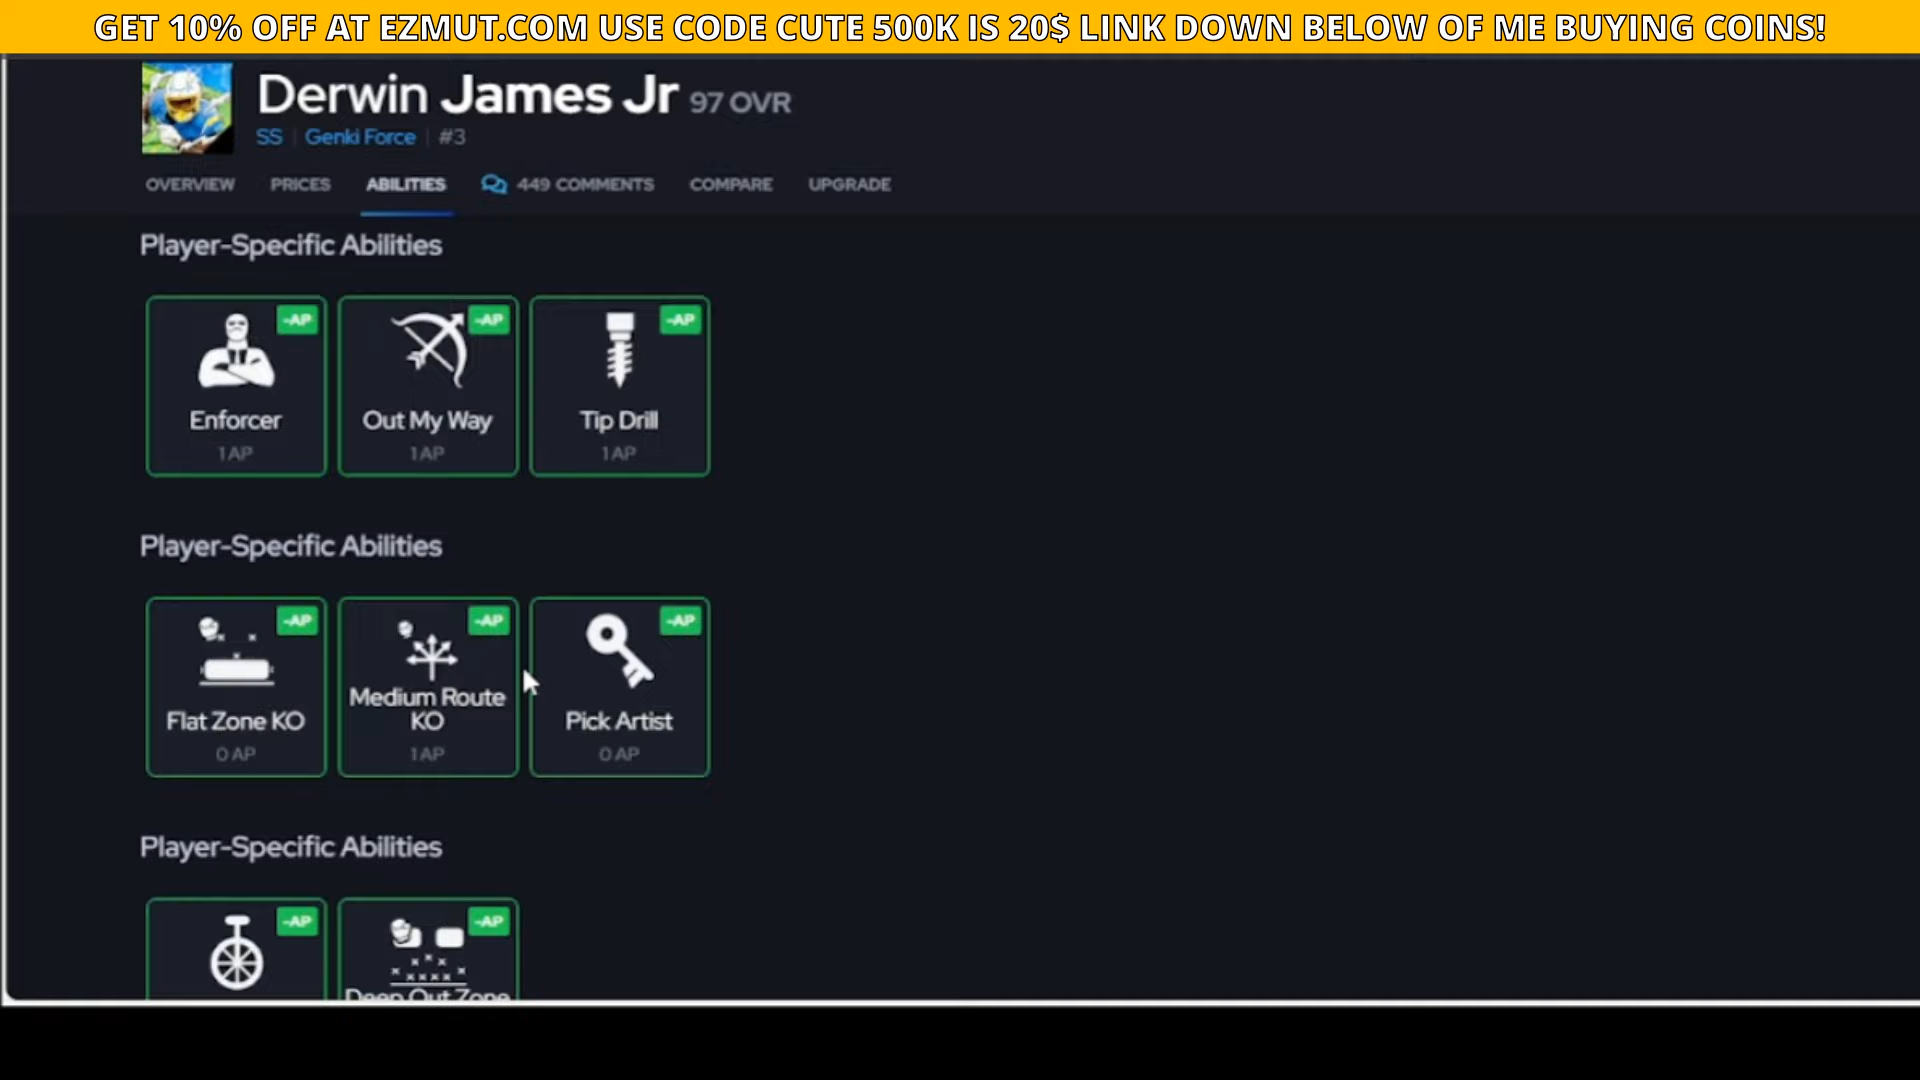 GET 10% OFF AT EZMUT.COM USE CODE CUTE 500K IS 20$ LINK DOWN BELOW OF ME BUYING COINS!
Derwin James Jr 97 OVR
SS | Genki Force | #3
OVERVIEW PRICES ABILITIES 449 COMMENTS COMPARE UPGRADE
Player-Specific Abilities
-AP -AP -AP
Enforcer Out My Way Tip Drill
1 AP 1 AP 1 AP
Player-Specific Abilities
-AP -AP -AP
Flat Zone KO Medium Route KO Pick Artist
0 AP 1 AP 0 AP
Player-Specific Abilities
-AP -AP
Deep Out Zone